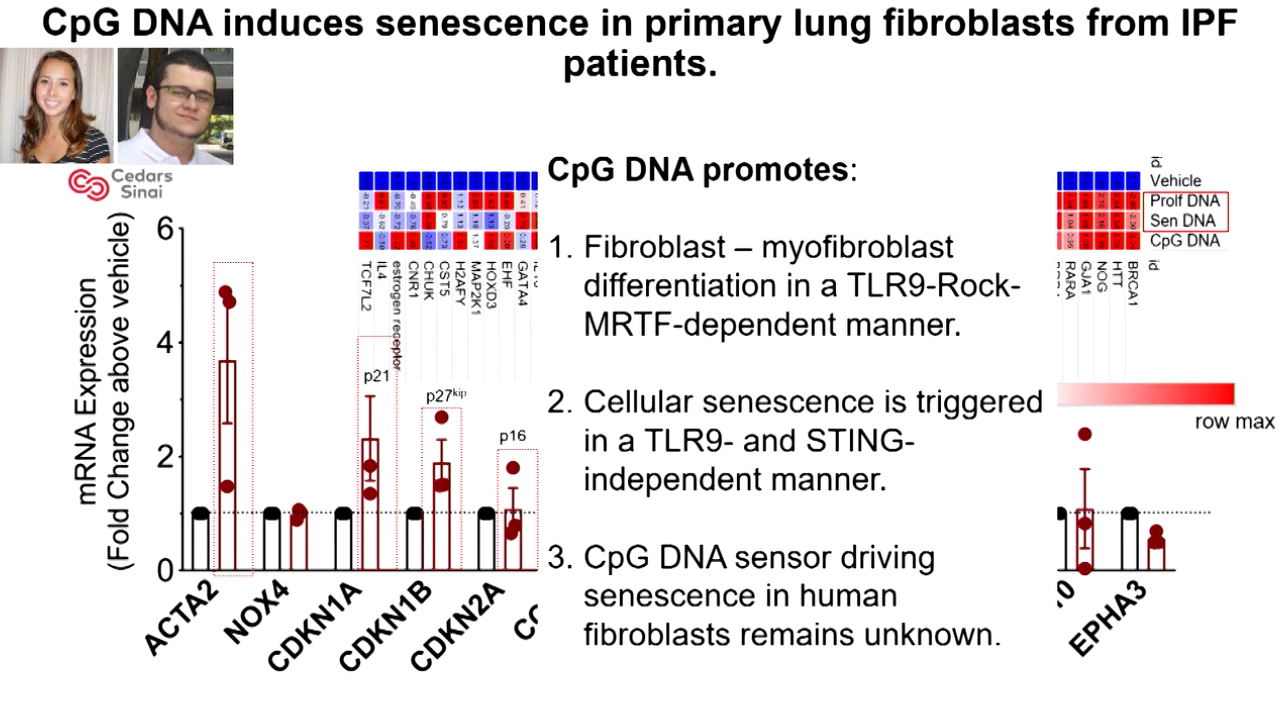 CpG DNA induces senescence in primary lung fibroblasts from IPF
patients.
Cedars
Sinai
CpG DNA promotes:
1. Fibroblast – myofibroblast
differentiation in a TLR9-Rock-
MRTF-dependent manner.
2. Cellular senescence is triggered
in a TLR9- and STING-
independent manner.
3. CpG DNA sensor driving
senescence in human
fibroblasts remains unknown.
mRNA Expression
(Fold Change above vehicle)
6
4
2
0
p21
p27kip
p16
ACTA2
NOX4
CDKN1A
CDKN1B
CDKN2A
EPHA3
TCF7L2
IL4
estrogen receptor
CNR1
CHUK
CST5
H2AFY
MAP2K1
HOXD3
EHF
GATA4
RARA
GJA1
NOG
HTT
BRCA1
id
Vehicle
Prolf DNA
Sen DNA
CpG DNA
id
row max